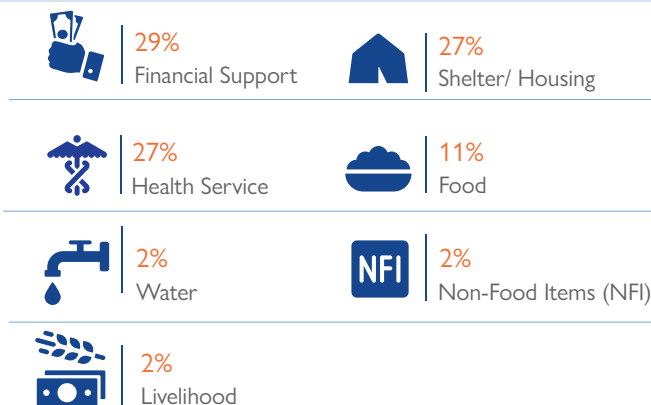 29%
Financial Support
27%
Shelter/ Housing
27%
Health Service
11%
Food
2%
Water
NFI
2%
Non-Food Items (NFI)
2%
Livelihood